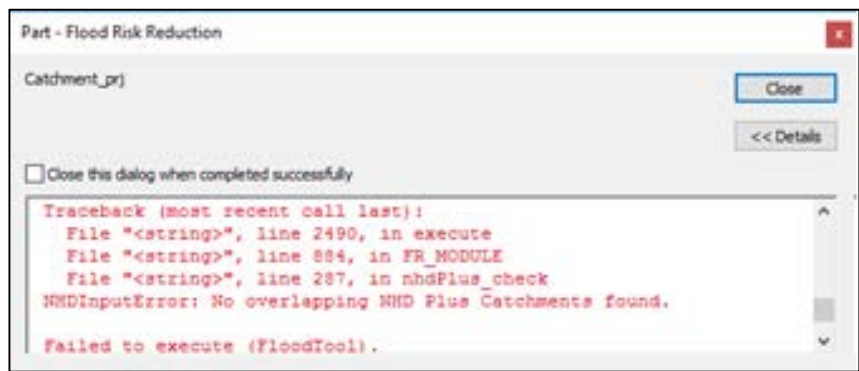 Part - Flood Risk Reduction
x
Catchment_prj
Close
<< Details
Close this dialog when completed successfully
Traceback (most recent call last):
File "<string>", line 2490, in execute
File "<string>", line 884, in FR_MODULE
File "<string>", line 287, in nhdPlus_check
NHDInputError: No overlapping NHD Plus Catchments found.
Failed to execute (FloodTool).